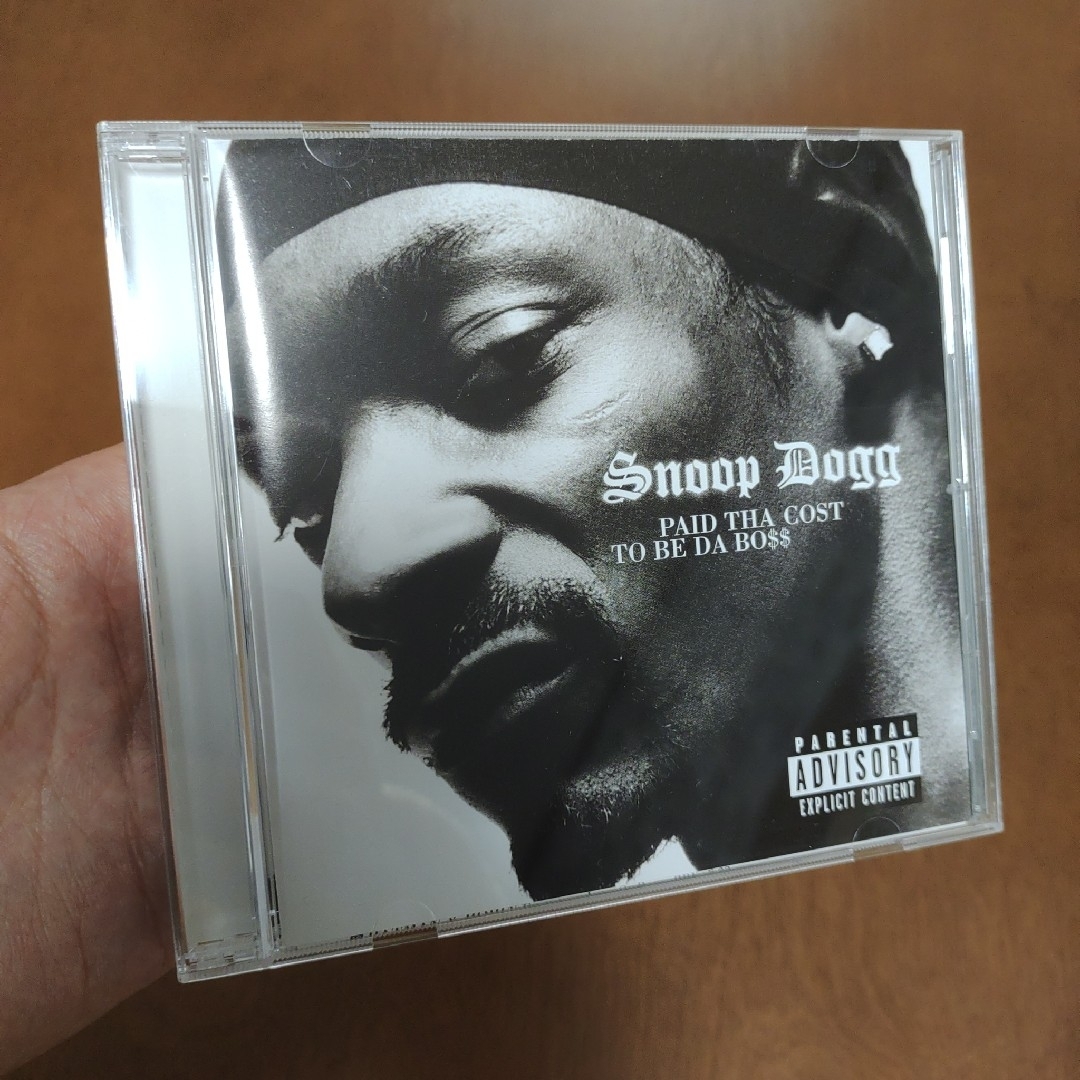 Snoop Dogg
PAID THA COST
TO BE DA BO$$
PARENTAL
ADVISORY
EXPLICIT CONTENT